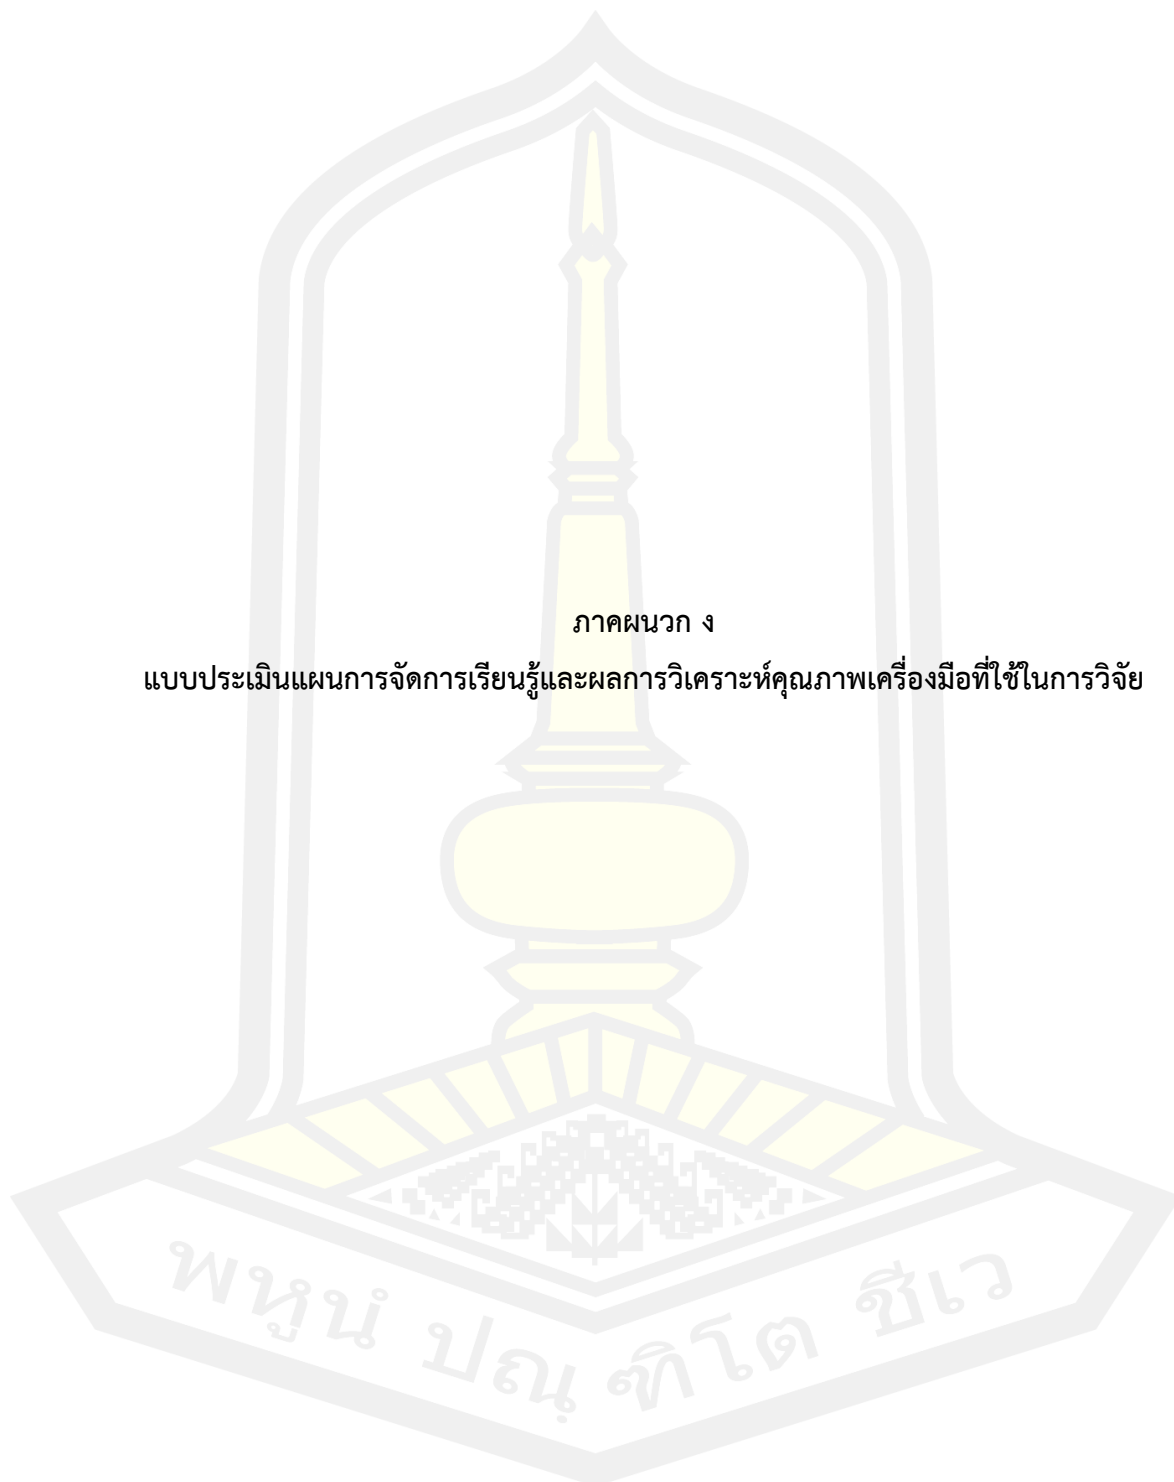 ภาคผนวก ง
แบบประเมินแผนการจัดการเรียนรู้และผลการวิเคราะห์คุณภาพเครื่องมือที่ใช้ในการวิจัย
พหูนํ ปณฺฑิโต ชีเว